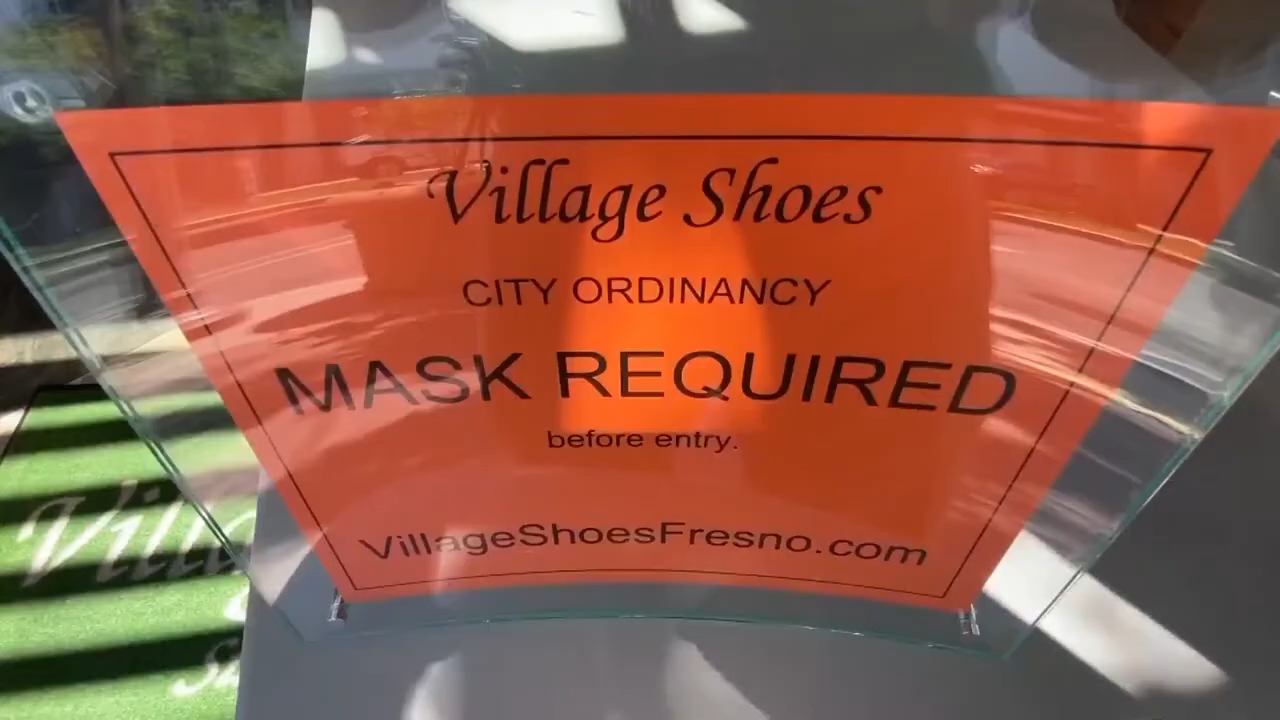 Village Shoes
CITY ORDINANCY
MASK REQUIRED
before entry.
VillageShoesFresno.com